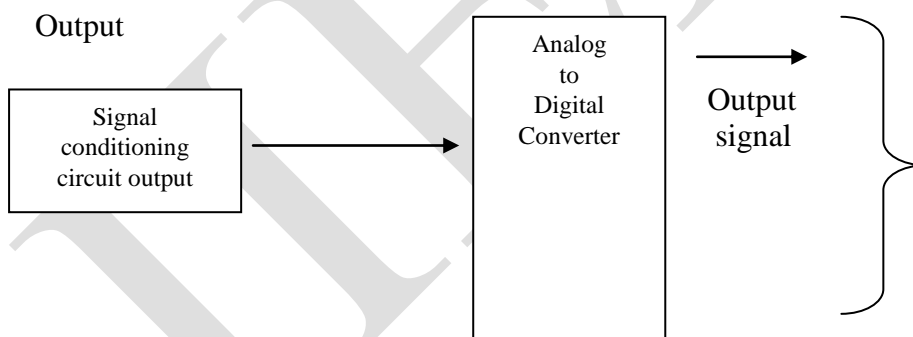 Output
Signal
conditioning
circuit output
Analog
to
Digital
Converter
Output
signal